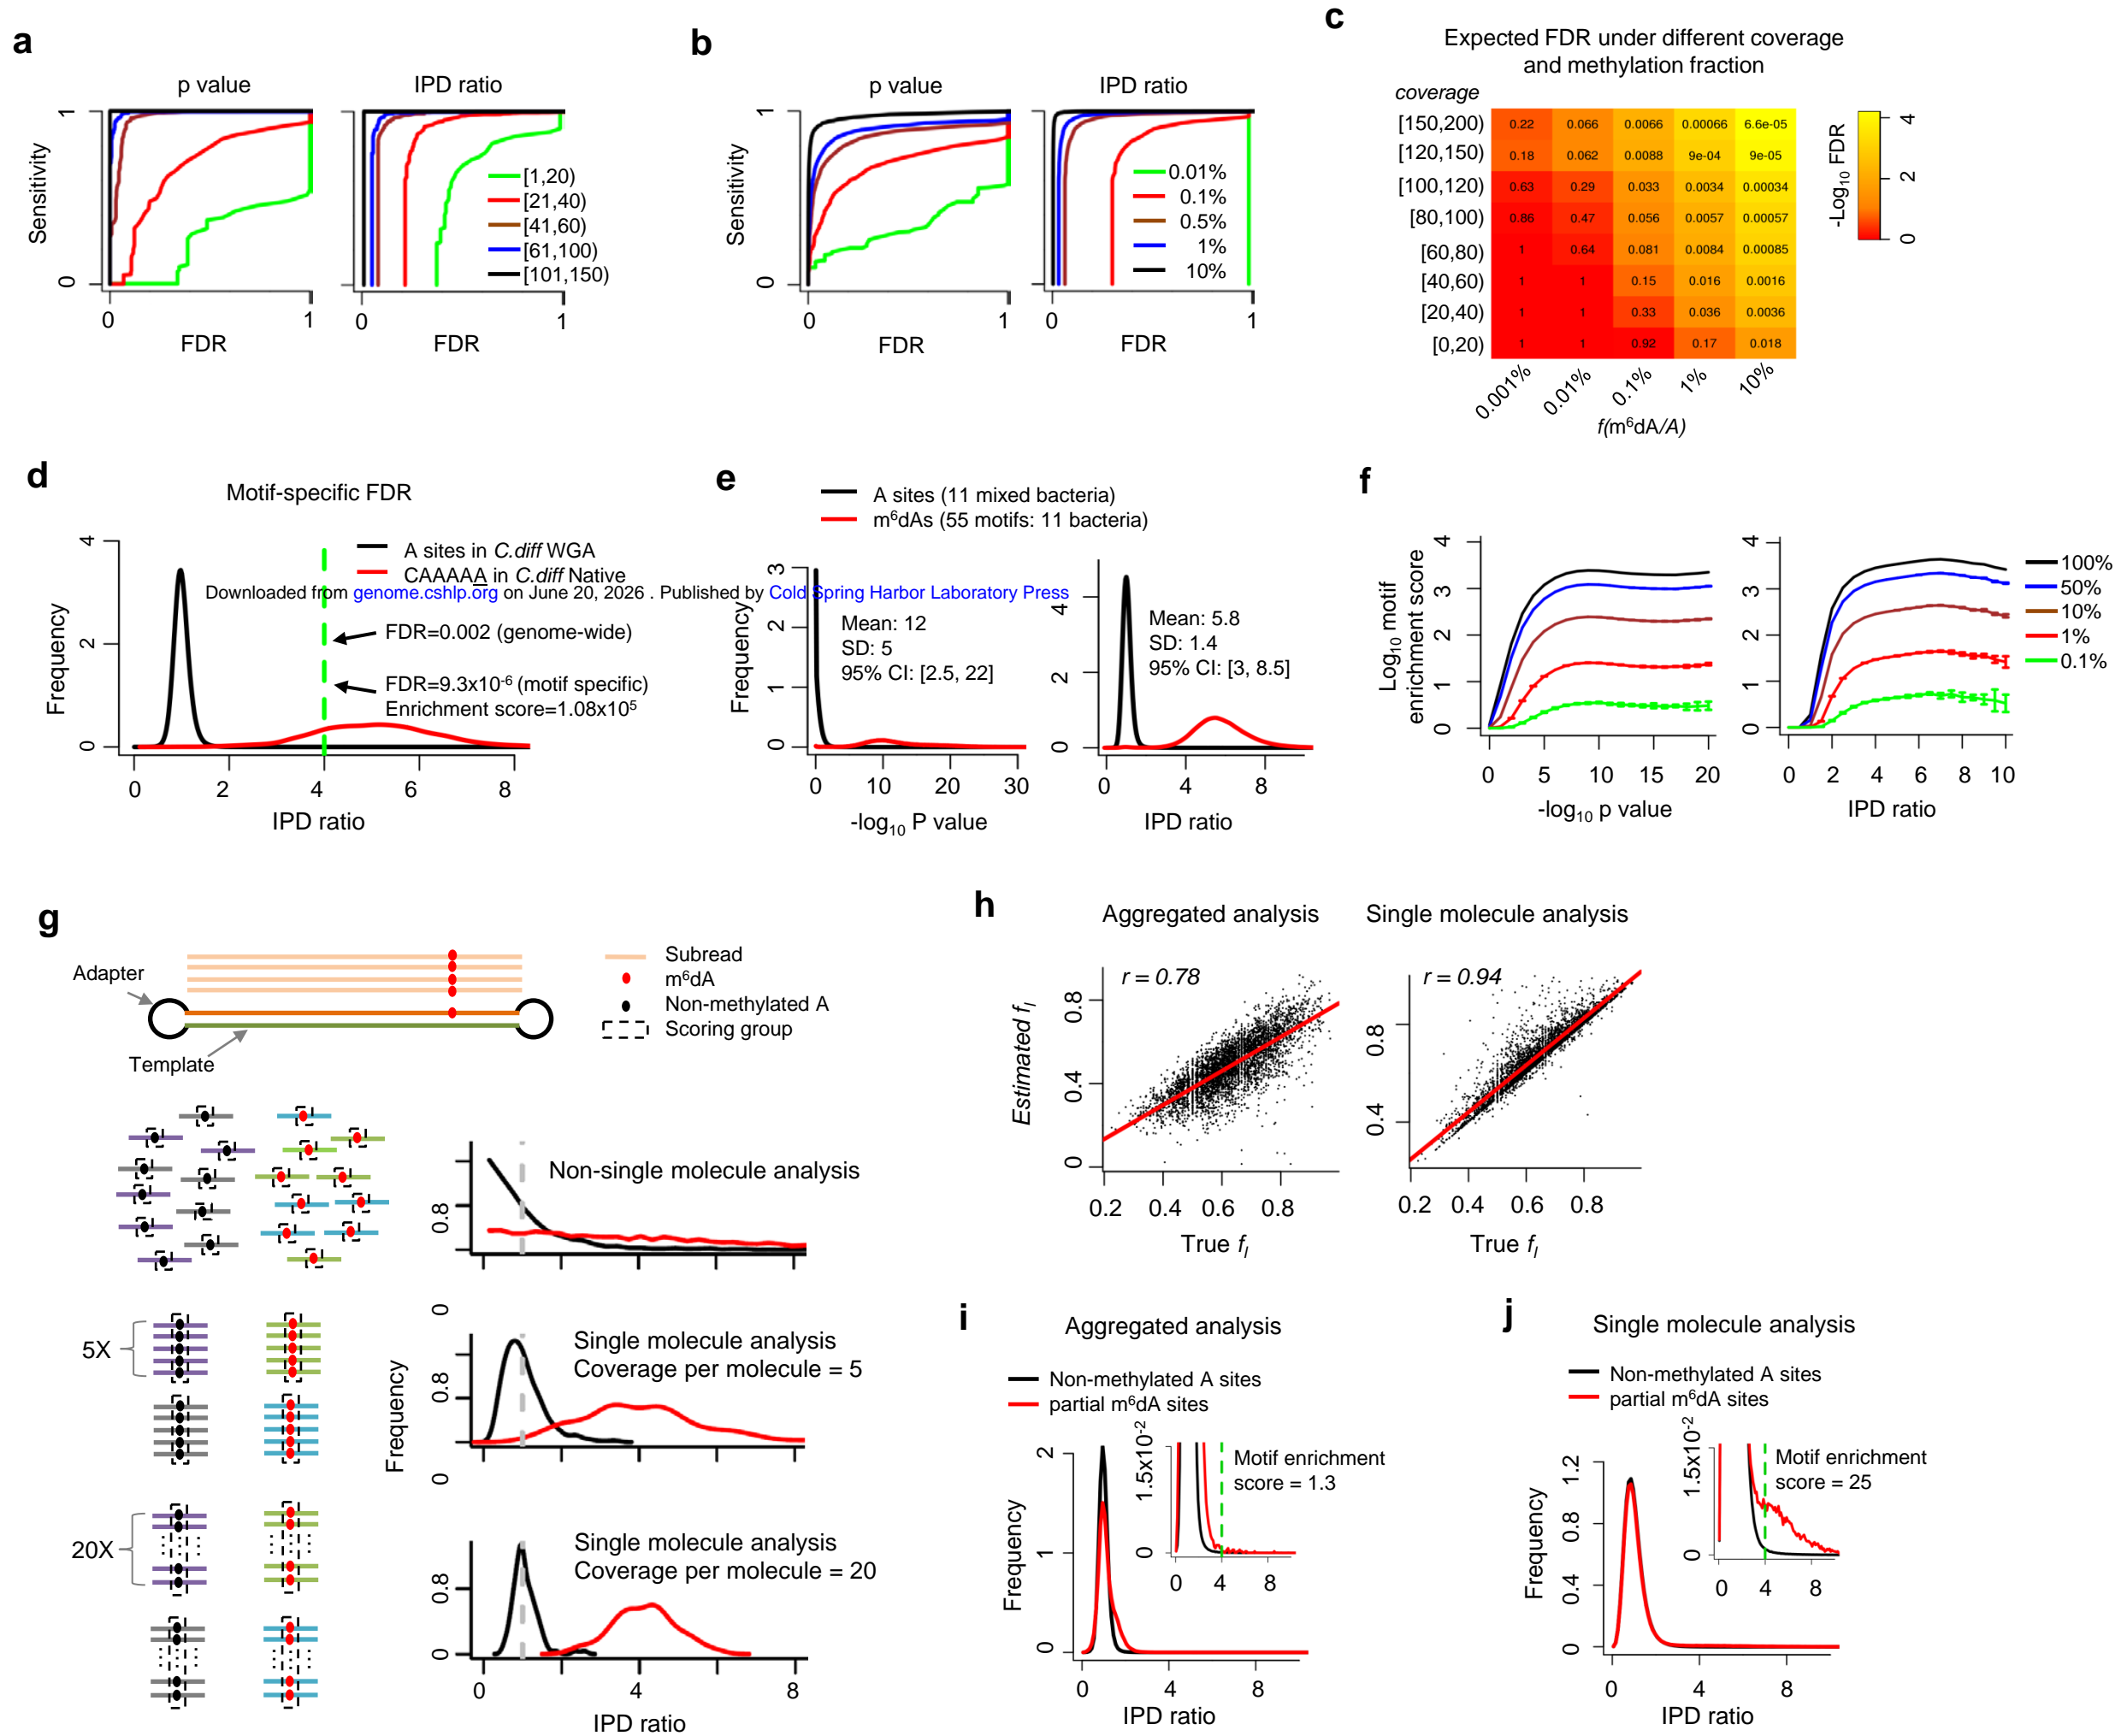 a
p value
IPD ratio
Sensitivity
1
0
0
1
FDR
0
1
FDR
[1,20)
[21,40)
[41,60)
[61,100)
[101,150)
b
p value
IPD ratio
Sensitivity
1
0
0
1
FDR
0
1
FDR
0.01%
0.1%
0.5%
1%
10%
c
Expected FDR under different coverage
and methylation fraction
coverage
[150,200) 0.22 0.066 0.0066 0.00066 6.6e-05
[120,150) 0.18 0.062 0.0088 9e-04 9e-05
[100,120) 0.63 0.29 0.033 0.0034 0.00034
[80,100) 0.86 0.47 0.056 0.0057 0.00057
[60,80) 1 0.64 0.081 0.0084 0.00085
[40,60) 1 1 0.15 0.016 0.0016
[20,40) 1 1 0.33 0.036 0.0036
[0,20) 1 1 0.92 0.17 0.018
0.001% 0.01% 0.1% 1% 10%
f(m⁶dA/A)
-Log₁₀ FDR
0 2 4
d
Motif-specific FDR
A sites in C.diff WGA
CAAAAA in C.diff Native
Downloaded from genome.cshlp.org on June 20, 2026 . Published by Cold Spring Harbor Laboratory Press
FDR=0.002 (genome-wide)
FDR=9.3x10⁻⁶ (motif specific)
Enrichment score=1.08x10⁵
Frequency
4
2
0
0 2 4 6 8
IPD ratio
e
A sites (11 mixed bacteria)
m⁶dAs (55 motifs: 11 bacteria)
Frequency
3
2
1
0
Mean: 12
SD: 5
95% CI: [2.5, 22]
0 10 20 30
-log₁₀ P value
4
2
0
Mean: 5.8
SD: 1.4
95% CI: [3, 8.5]
0 4 8
IPD ratio
f
Log₁₀ motif
enrichment score
4
3
2
1
0
0 5 10 15 20
-log₁₀ p value
4
3
2
1
0
0 2 4 6 8 10
IPD ratio
100%
50%
10%
1%
0.1%
g
Adapter
Template
Subread
m⁶dA
Non-methylated A
Scoring group
Non-single molecule analysis
0.8
0
5X
Single molecule analysis
Coverage per molecule = 5
0.8
0
Frequency
20X
Single molecule analysis
Coverage per molecule = 20
0.8
0
0 4 8
IPD ratio
h
Aggregated analysis
r = 0.78
Estimated fI
0.8
0.4
0
0.2 0.4 0.6 0.8
True fI
Single molecule analysis
r = 0.94
0.8
0.4
0.2 0.4 0.6 0.8
True fI
i
Aggregated analysis
Non-methylated A sites
partial m⁶dA sites
Frequency
2
1
0
1.5x10⁻²
0
0 4 8
Motif enrichment
score = 1.3
0 4 8
IPD ratio
j
Single molecule analysis
Non-methylated A sites
partial m⁶dA sites
Frequency
1.2
0.8
0.4
0
1.5x10⁻²
0
0 4 8
Motif enrichment
score = 25
0 4 8
IPD ratio